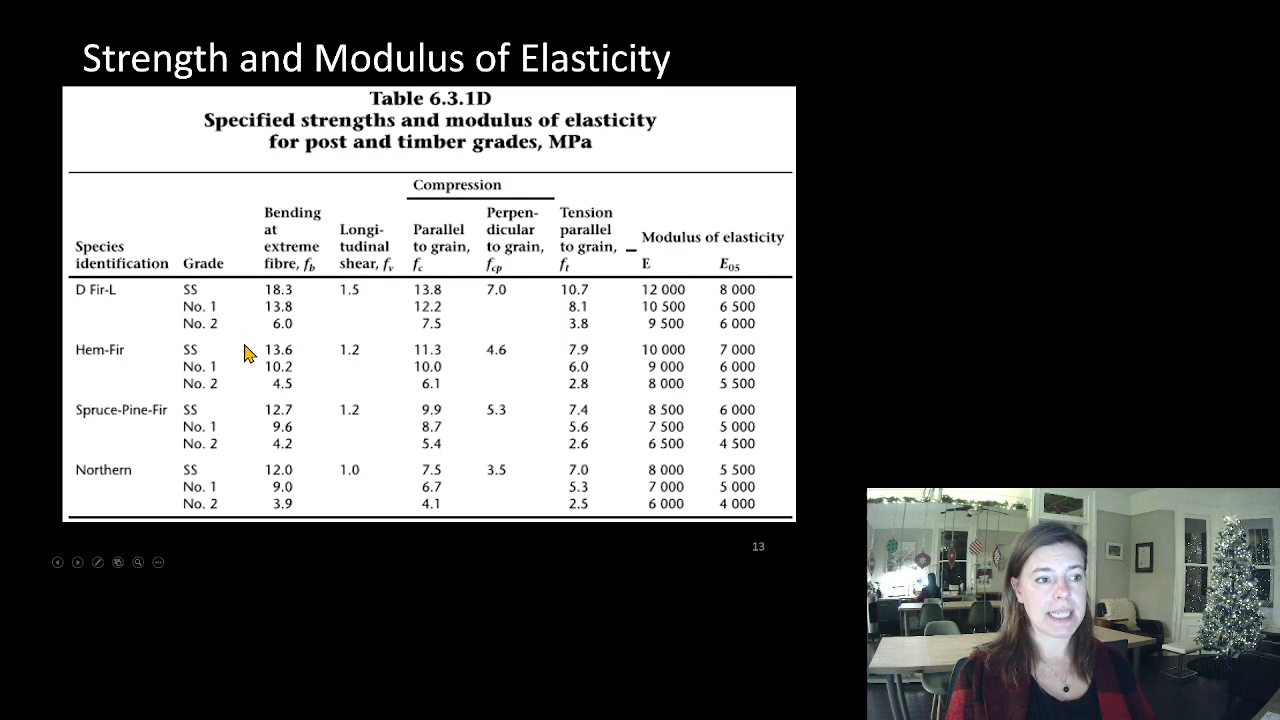 Strength and Modulus of Elasticity
Table 6.3.1D
Specified strengths and modulus of elasticity
for post and timber grades, MPa
Compression
Bending Perpen- Tension
at Longi- Parallel dicular parallel Modulus of elasticity
Species extreme tudinal to grain, to grain, to grain,
identification Grade fibre, fb shear, fv fc fcp ft E E05
D Fir-L SS 18.3 1.5 13.8 7.0 10.7 12 000 8 000
No. 1 13.8 12.2 8.1 10 500 6 500
No. 2 6.0 7.5 3.8 9 500 6 000
Hem-Fir SS 13.6 1.2 11.3 4.6 7.9 10 000 7 000
No. 1 10.2 10.0 6.0 9 000 6 000
No. 2 4.5 6.1 2.8 8 000 5 500
Spruce-Pine-Fir SS 12.7 1.2 9.9 5.3 7.4 8 500 6 000
No. 1 9.6 8.7 5.6 7 500 5 000
No. 2 4.2 5.4 2.6 6 500 4 500
Northern SS 12.0 1.0 7.5 3.5 7.0 8 000 5 500
No. 1 9.0 6.7 5.3 7 000 5 000
No. 2 3.9 4.1 2.5 6 000 4 000
13